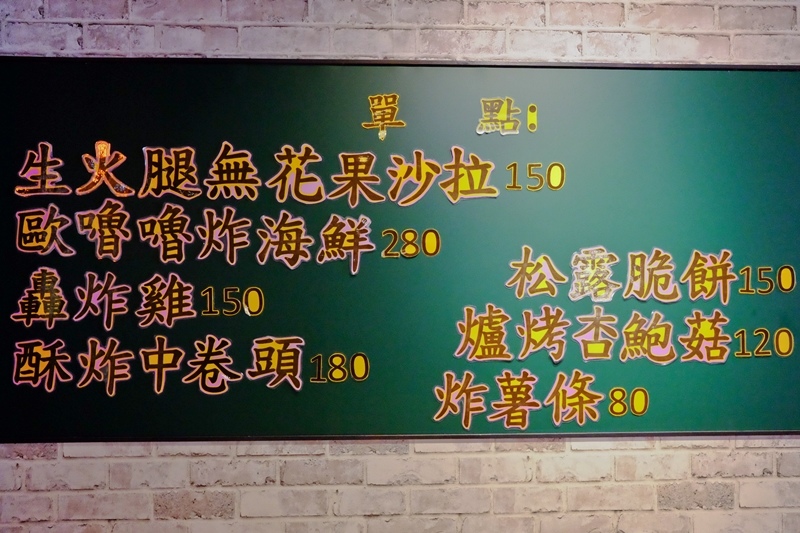 單 點:
生火腿無花果沙拉150
歐嚕嚕炸海鮮280
轟炸雞150
酥炸中卷頭180
松露脆餅150
爐烤杏鮑菇120
炸薯條80